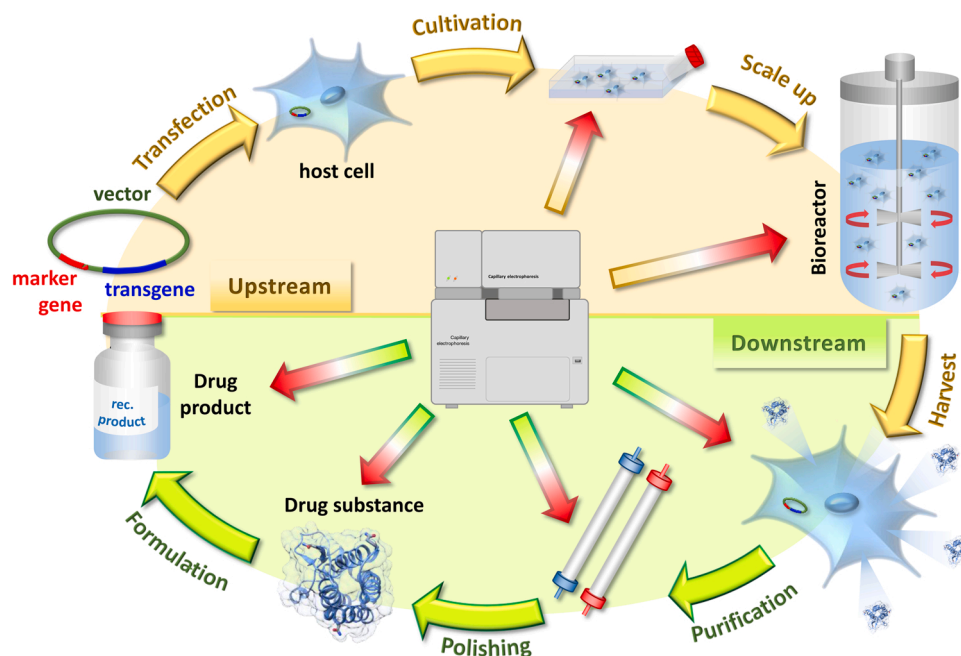 Cultivation
Transfection
Scale up
host cell
vector
marker
gene
transgene
Upstream
Capillary electrophoresis
Capillary
electrophoresis
Bioreactor
Downstream
Harvest
Drug
product
rec.
product
Drug substance
Formulation
Polishing
Purification